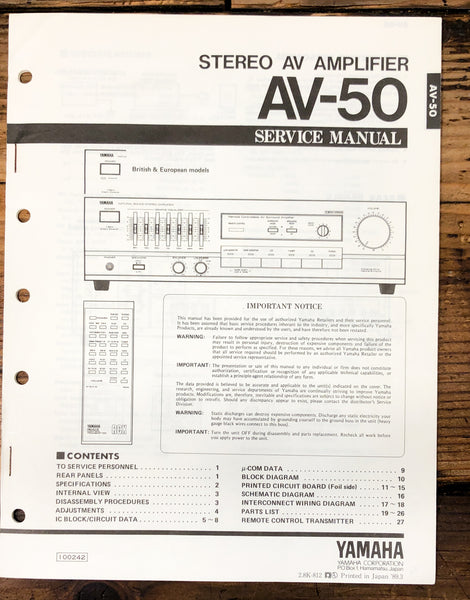 STEREO AV AMPLIFIER
AV-50
AV-50
SERVICE MANUAL
YAMAHA
British & European models
YAMAHA
NATURAL SOUND STEREO AMPLIFIER
VOLUME
YAMAHA
IMPORTANT NOTICE
This manual has been provided for the use of authorized Yamaha Retailers and their service personnel.
It has been assumed that basic service procedures inherent to the industry, and more specifically Yamaha
Products, are already known and understood by the users, and have therefore not been restated.
WARNING: Failure to follow appropriate service and safety procedures when servicing this product
may result in personal injury, destruction of expensive components and failure of the
product to perform as specified. For these reasons, we advise all Yamaha product owners
that all service required should be performed by an authorized Yamaha Retailer or the
appointed service representative.
IMPORTANT: The presentation or sale of this manual to any individual or firm does not constitute
authorization, certification or recognition of any applicable technical capabilities, or
establish a principle-agent relationship of any form.
The data provided is believed to be accurate and applicable to the unit(s) indicated on the cover. The
research, engineering, and service departments of Yamaha are continually striving to improve Yamaha
products. Modifications are, therefore, inevitable and specifications are subject to change without notice or
obligation to retrofit. Should any discrepancy appear to exist, please contact the distributor's Service
Division.
WARNING: Static discharges can destroy expensive components. Discharge any static electricity
your body may have accumulated by grounding yourself to the ground buss in the unit (heavy
gauge black wires connect to this buss).
IMPORTANT: Turn the unit OFF during disassembly and parts replacement. Recheck all work before
you apply power to the unit.
CONTENTS
TO SERVICE PERSONNEL 1
REAR PANELS 1
SPECIFICATIONS 2
INTERNAL VIEW 3
DISASSEMBLY PROCEDURES 3
ADJUSTMENTS 4
IC BLOCK/CIRCUIT DATA 5 ~ 8
μ-COM DATA 9
BLOCK DIAGRAM 10
PRINTED CIRCUIT BOARD (Foil side) 11 ~ 15
SCHEMATIC DIAGRAM 16
INTERCONNECT WIRING DIAGRAM 17 ~ 18
PARTS LIST 19 ~ 26
REMOTE CONTROL TRANSMITTER 27
100242
YAMAHA
YAMAHA CORPORATION
P.O.Box 1, Hamamatsu, Japan
2.8K-812 Printed in Japan '89.3